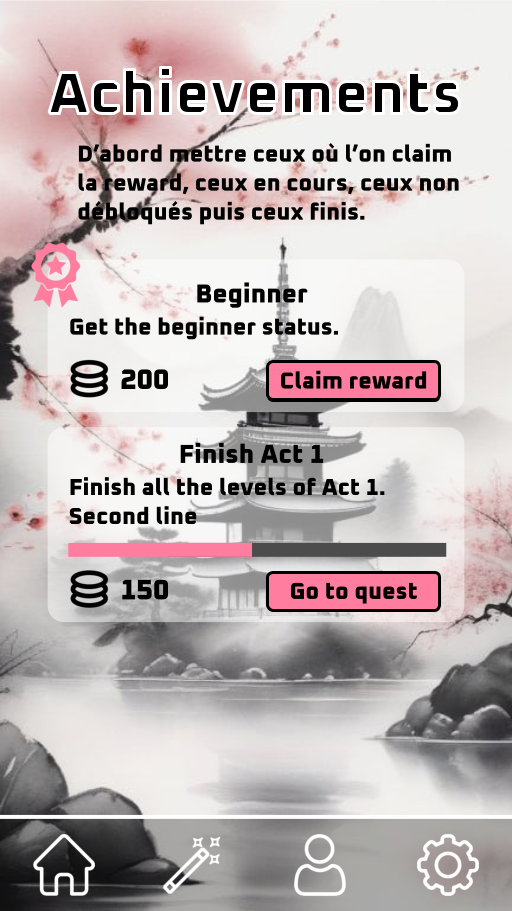 Achievements
D’abord mettre ceux où l’on claim
la reward, ceux en cours, ceux non
débloqués puis ceux finis.
Beginner
Get the beginner status.
200
Claim reward
Finish Act 1
Finish all the levels of Act 1.
Second line
150
Go to quest